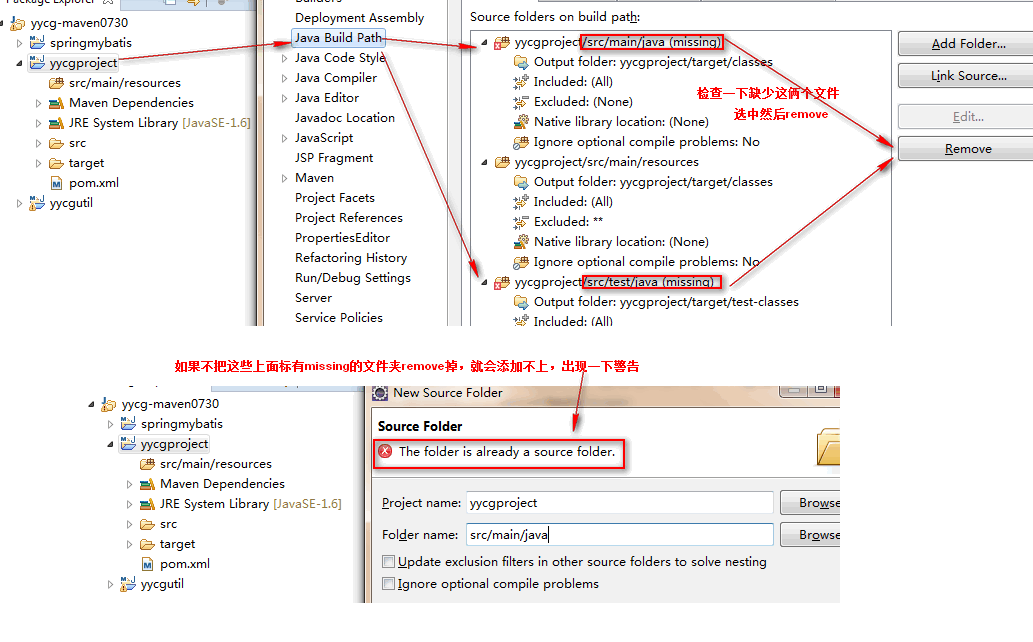 Package Explorer
yycg-maven0730
springmybatis
yycgproject
src/main/resources
Maven Dependencies
JRE System Library [JavaSE-1.6]
src
target
pom.xml
yycgutil
Builders
Deployment Assembly
Java Build Path
Java Code Style
Java Compiler
Java Editor
Javadoc Location
JavaScript
JSP Fragment
Maven
Project Facets
Project References
PropertiesEditor
Refactoring History
Run/Debug Settings
Server
Service Policies
Source folders on build path:
yycgproject/src/main/java (missing)
Output folder: yycgproject/target/classes
Included: (All)
Excluded: (None)
Native library location: (None)
Ignore optional compile problems: No
yycgproject/src/main/resources
Output folder: yycgproject/target/classes
Included: (All)
Excluded: **
Native library location: (None)
Ignore optional compile problems: No
yycgproject/src/test/java (missing)
Output folder: yycgproject/target/test-classes
Included: (All)
检查一下缺少这俩个文件
选中然后remove
Add Folder...
Link Source...
Edit...
Remove
如果不把这些上面标有missing的文件夹remove掉，就会添加不上，出现一下警告
yycg-maven0730
springmybatis
yycgproject
src/main/resources
Maven Dependencies
JRE System Library [JavaSE-1.6]
src
target
pom.xml
yycgutil
New Source Folder
Source Folder
The folder is already a source folder.
Project name: yycgproject
Browse
Folder name: src/main/java
Browse
Update exclusion filters in other source folders to solve nesting
Ignore optional compile problems